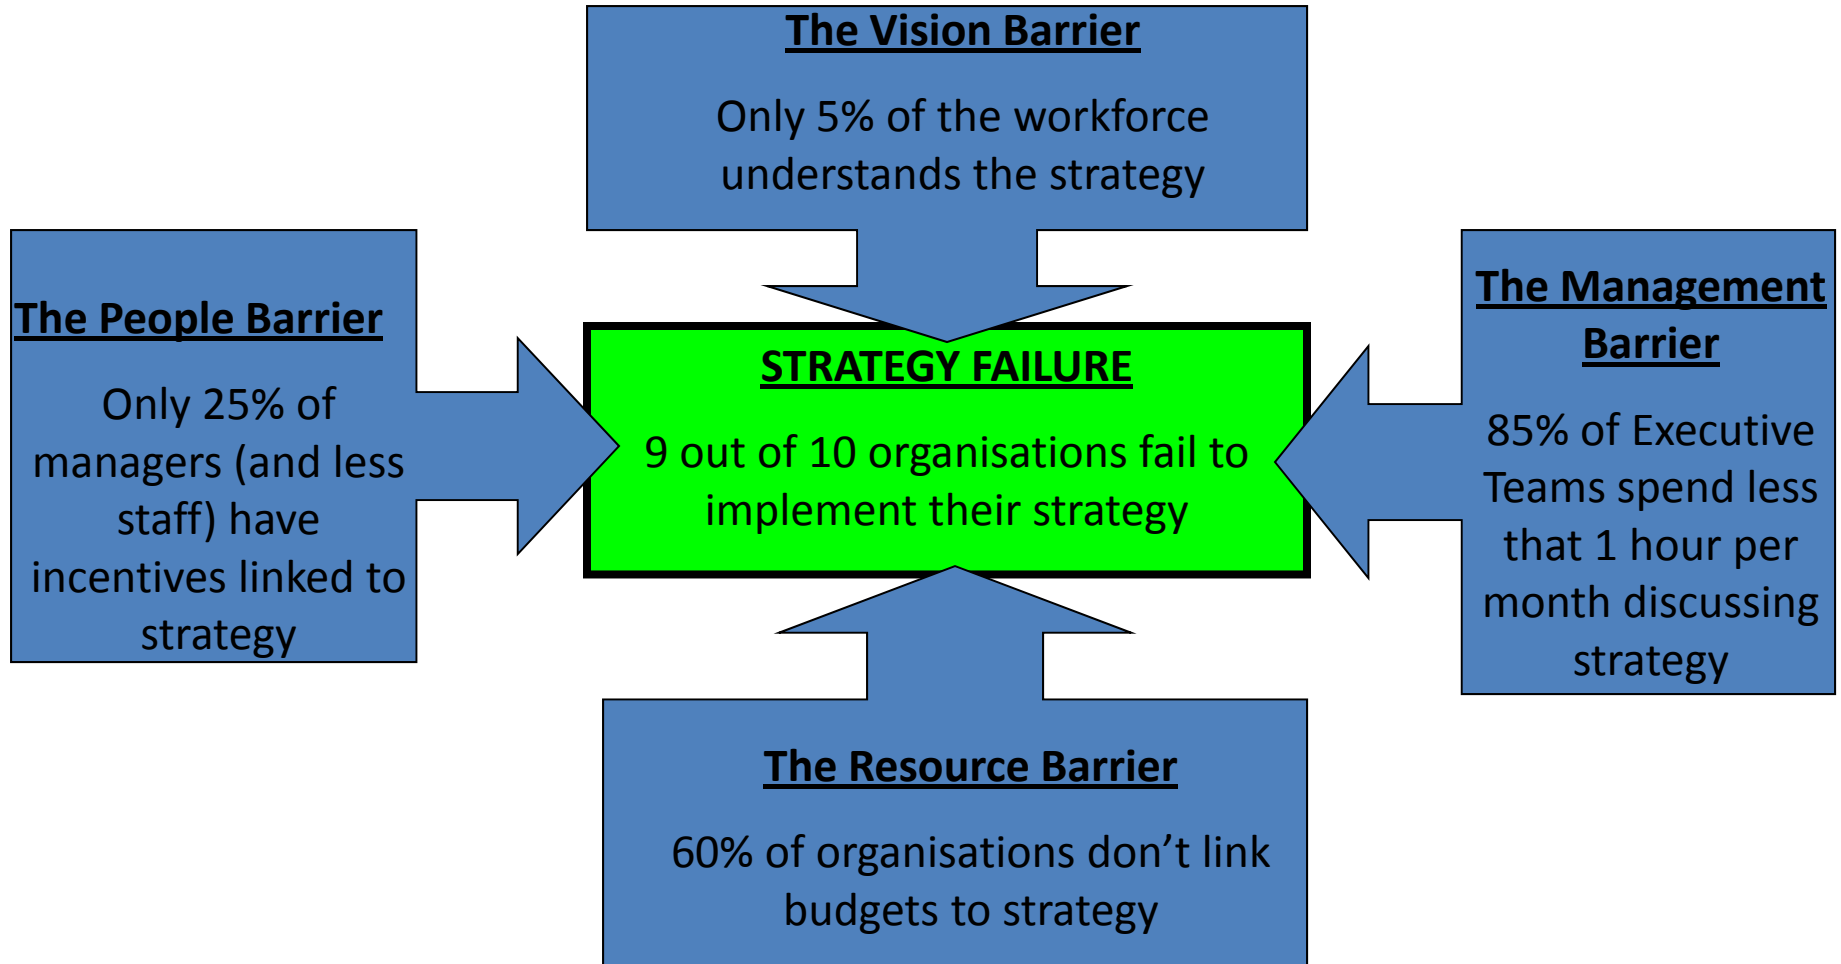 The Vision Barrier
Only 5% of the workforce
understands the strategy
The People Barrier
Only 25% of
managers (and less
staff) have
incentives linked to
strategy
STRATEGY FAILURE
9 out of 10 organisations fail to
implement their strategy
The Management
Barrier
85% of Executive
Teams spend less
that 1 hour per
month discussing
strategy
The Resource Barrier
60% of organisations don’t link
budgets to strategy